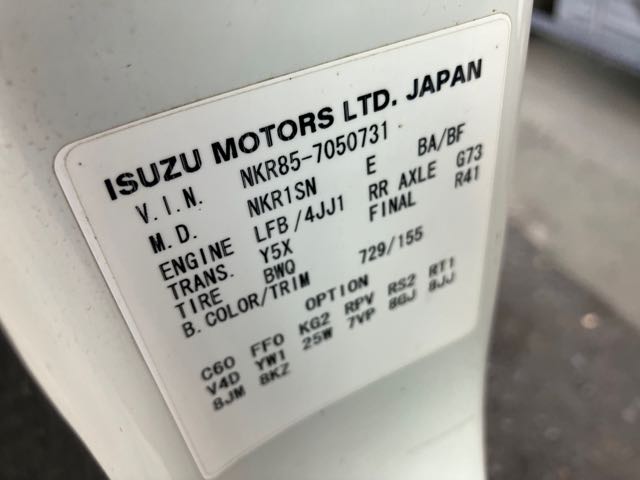 ISUZU MOTORS LTD. JAPAN
V.I.N. NKR85-7050731
M.D. NKR1SN E BA/BF
ENGINE LFB/4JJ1 RR AXLE G73
TRANS. Y5X FINAL R41
TIRE BWQ
B.COLOR/TRIM 729/155
OPTION
C60 FFO KG2 RPV RS2 RT1
V4D YW1 25W 7VP 8GJ 8JJ
8JM 8KZ